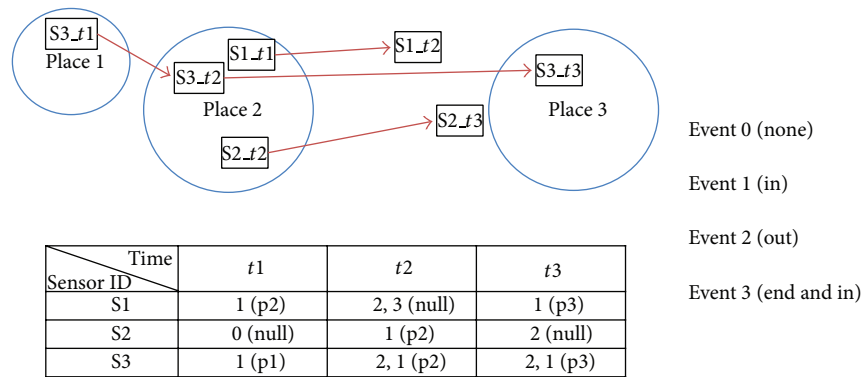 S3_t1
Place 1
S1_t1
S1_t2
S3_t2
Place 2
S3_t3
Place 3
S2_t2
S2_t3
Event 0 (none)
Event 1 (in)
Event 2 (out)
Event 3 (end and in)
Time
Sensor ID
t1 t2 t3
S1 1 (p2) 2, 3 (null) 1 (p3)
S2 0 (null) 1 (p2) 2 (null)
S3 1 (p1) 2, 1 (p2) 2, 1 (p3)